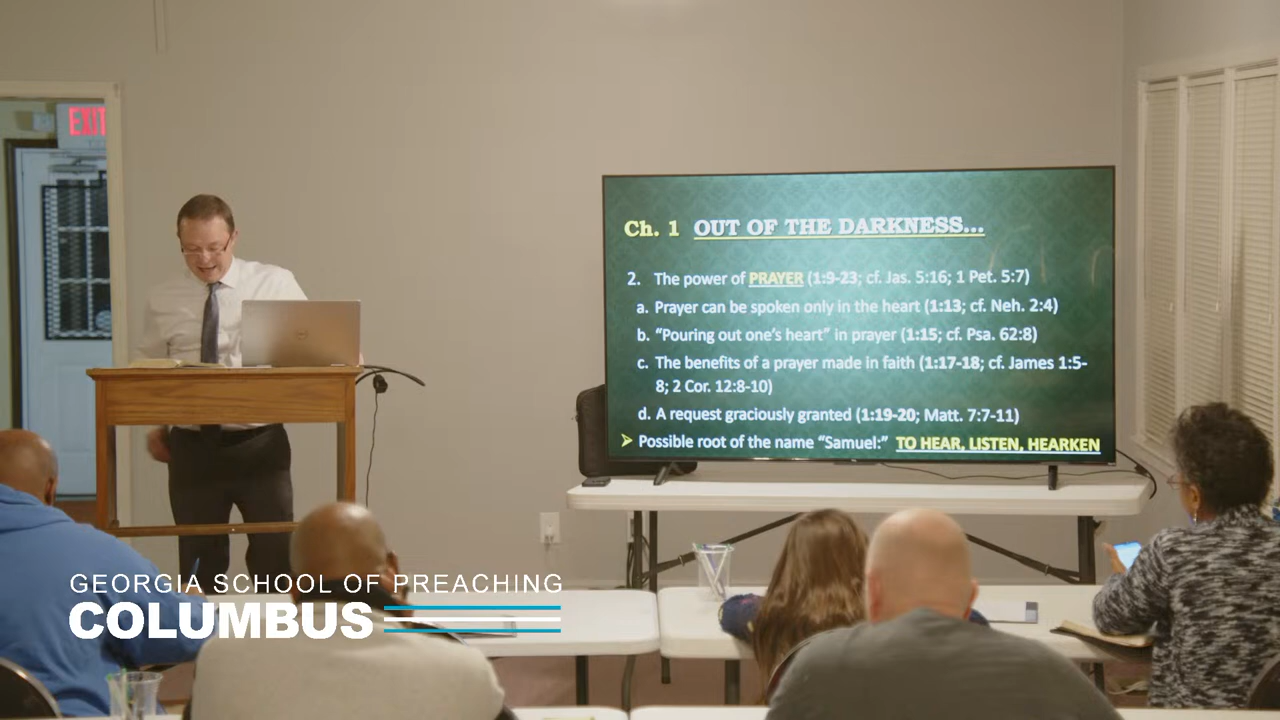 EXIT
Ch. 1 OUT OF THE DARKNESS...
2. The power of PRAYER (1:9-23; cf. Jas. 5:16; 1 Pet. 5:7)
a. Prayer can be spoken only in the heart (1:13; cf. Neh. 2:4)
b. “Pouring out one’s heart” in prayer (1:15; cf. Psa. 62:8)
c. The benefits of a prayer made in faith (1:17-18; cf. James 1:5-
8; 2 Cor. 12:8-10)
d. A request graciously granted (1:19-20; Matt. 7:7-11)
➢ Possible root of the name “Samuel:” TO HEAR, LISTEN, HEARKEN
GEORGIA SCHOOL OF PREACHING
COLUMBUS